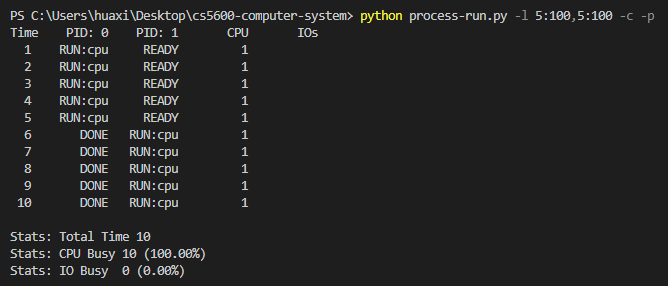 PS C:\Users\huaxi\Desktop\cs5600-computer-system> python process-run.py -l 5:100,5:100 -c -p
Time    PID: 0    PID: 1       CPU       IOs
  1    RUN:cpu     READY         1
  2    RUN:cpu     READY         1
  3    RUN:cpu     READY         1
  4    RUN:cpu     READY         1
  5    RUN:cpu     READY         1
  6       DONE   RUN:cpu         1
  7       DONE   RUN:cpu         1
  8       DONE   RUN:cpu         1
  9       DONE   RUN:cpu         1
 10       DONE   RUN:cpu         1

Stats: Total Time 10
Stats: CPU Busy 10 (100.00%)
Stats: IO Busy  0 (0.00%)